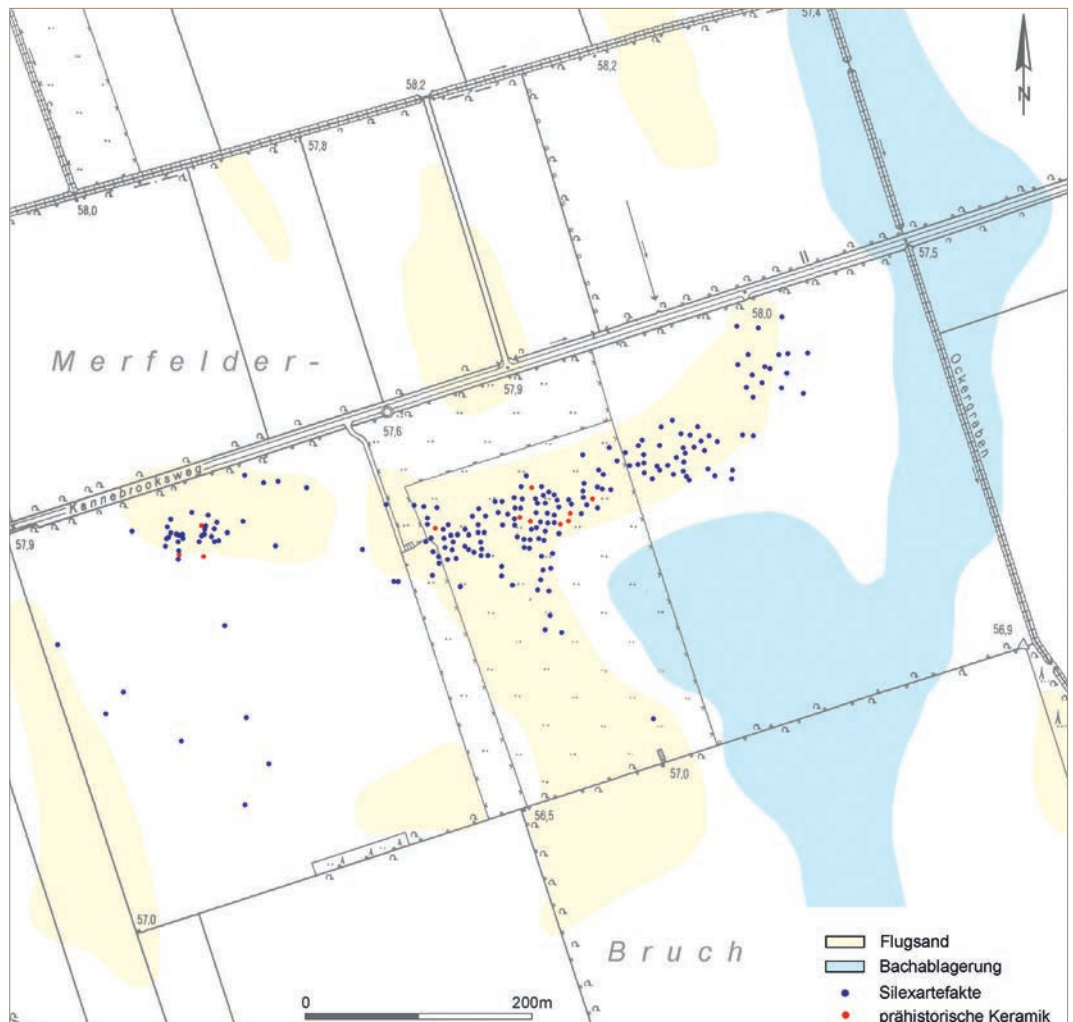 57,4
58,2
58,2
N
57,8
58,0
57,5
58,0
Merfelder-
57,9
Ockergraben
57,6
Kannebrooksweg
57,9
56,9
57,0
56,5
57,0
Bruch
Flugsand
Bachablagerung
Silexartefakte
prähistorische Keramik
0 200m